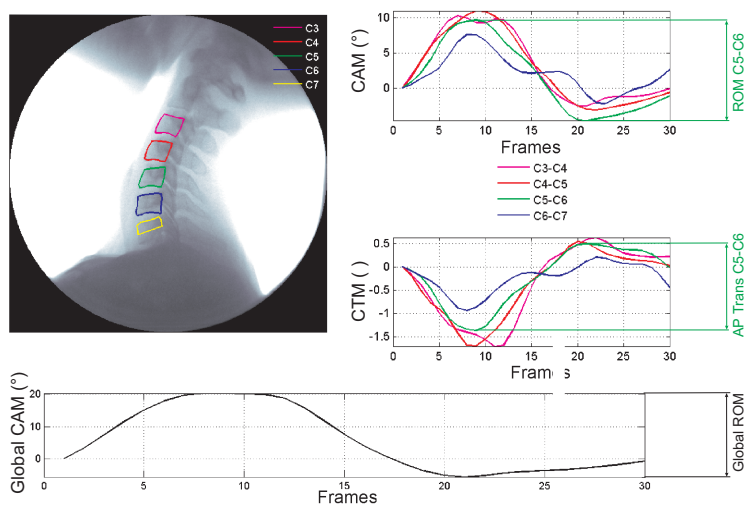 C3
C4
C5
C6
C7
CAM (°)
10
5
0
0 5 10 15 20 25 30
Frames
ROM C5-C6
C3-C4
C4-C5
C5-C6
C6-C7
CTM ( )
0.5
0
-0.5
-1
-1.5
0 5 10 15 20 25 30
Frames
AP Trans C5-C6
Global CAM (°)
20
10
0
0 5 10 15 20 25 30
Frames
Global ROM